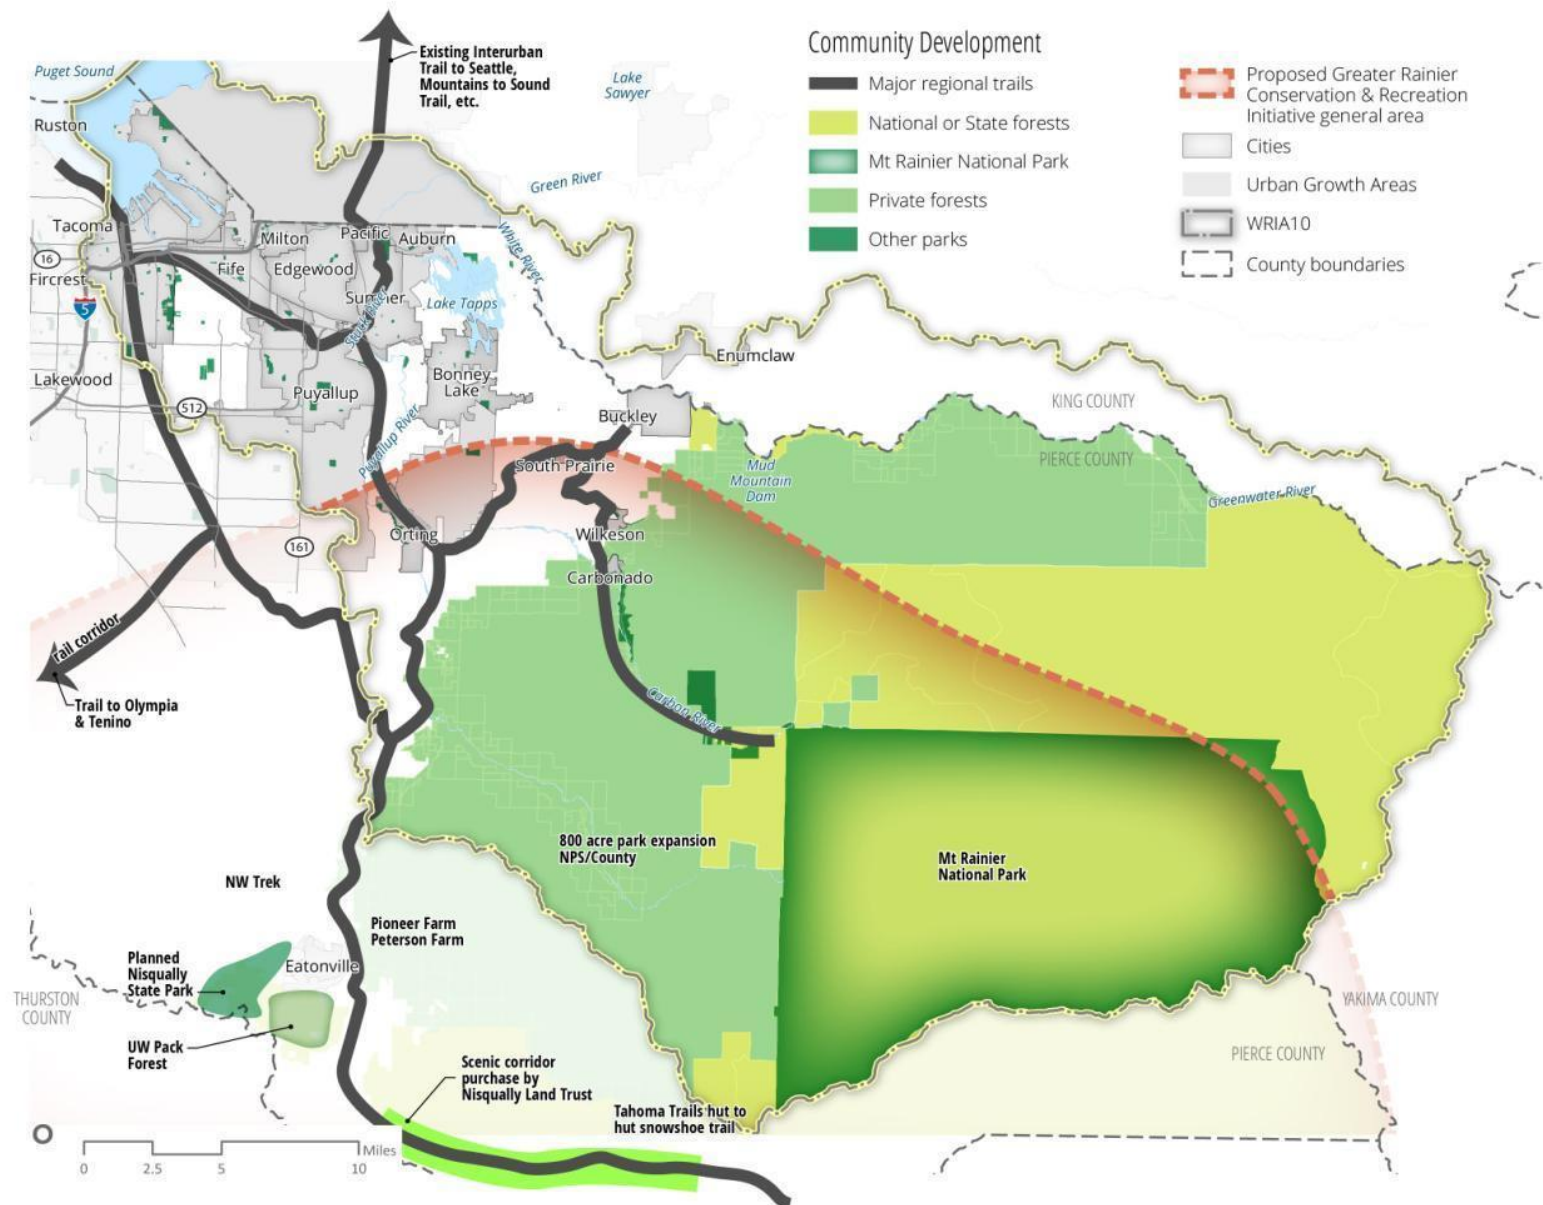 Community Development
Major regional trails
National or State forests
Mt Rainier National Park
Private forests
Other parks
Proposed Greater Rainier
Conservation & Recreation
Initiative general area
Cities
Urban Growth Areas
WRIA10
County boundaries
Existing Interurban
Trail to Seattle,
Mountains to Sound
Trail, etc.
Puget Sound
Lake
Sawyer
Ruston
Green River
Tacoma
White River
Milton
Pacific
Auburn
16
Fife
Edgewood
Fircrest
Sumner
Lake Tapps
5
Stuck River
Enumclaw
Lakewood
Bonney
Lake
Puyallup
512
Buckley
KING COUNTY
Puyallup River
South Prairie
Mud
Mountain
Dam
PIERCE COUNTY
Greenwater River
Orting
Wilkeson
161
Carbonado
rail corridor
Trail to Olympia
& Tenino
Carbon River
800 acre park expansion
NPS/County
Mt Rainier
National Park
NW Trek
Pioneer Farm
Peterson Farm
Planned
Nisqually
State Park
Eatonville
THURSTON
COUNTY
YAKIMA COUNTY
UW Pack
Forest
PIERCE COUNTY
Scenic corridor
purchase by
Nisqually Land Trust
Tahoma Trails hut to
hut snowshoe trail
Miles
0 2.5 5 10